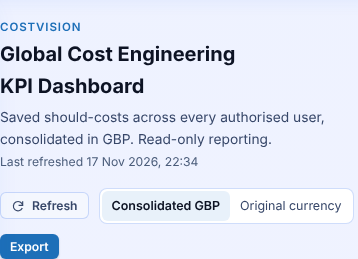 COSTVISION
Global Cost Engineering
KPI Dashboard
Saved should-costs across every authorised user,
consolidated in GBP. Read-only reporting.
Last refreshed 17 Nov 2026, 22:34
Refresh Consolidated GBP Original currency
Export